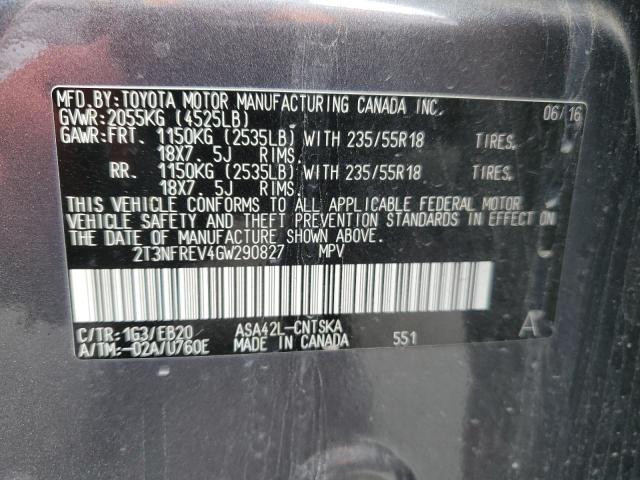 MFD.BY:TOYOTA MOTOR MANUFACTURING CANADA INC. 06/16
GVWR:2055KG (4525LB)
GAWR:FRT. 1150KG (2535LB) WITH 235/55R18 TIRES,
18X7.5J RIMS.
RR. 1150KG (2535LB) WITH 235/55R18 TIRES,
18X7.5J RIMS.
THIS VEHICLE CONFORMS TO ALL APPLICABLE FEDERAL MOTOR
VEHICLE SAFETY AND THEFT PREVENTION STANDARDS IN EFFECT ON
THE DATE OF MANUFACTURE SHOWN ABOVE.
2T3NFREV4GW290827 MPV
C/TR:1G3/EB20 ASA42L-CNTSKA A
A/TM:-02A/U760E MADE IN CANADA 551